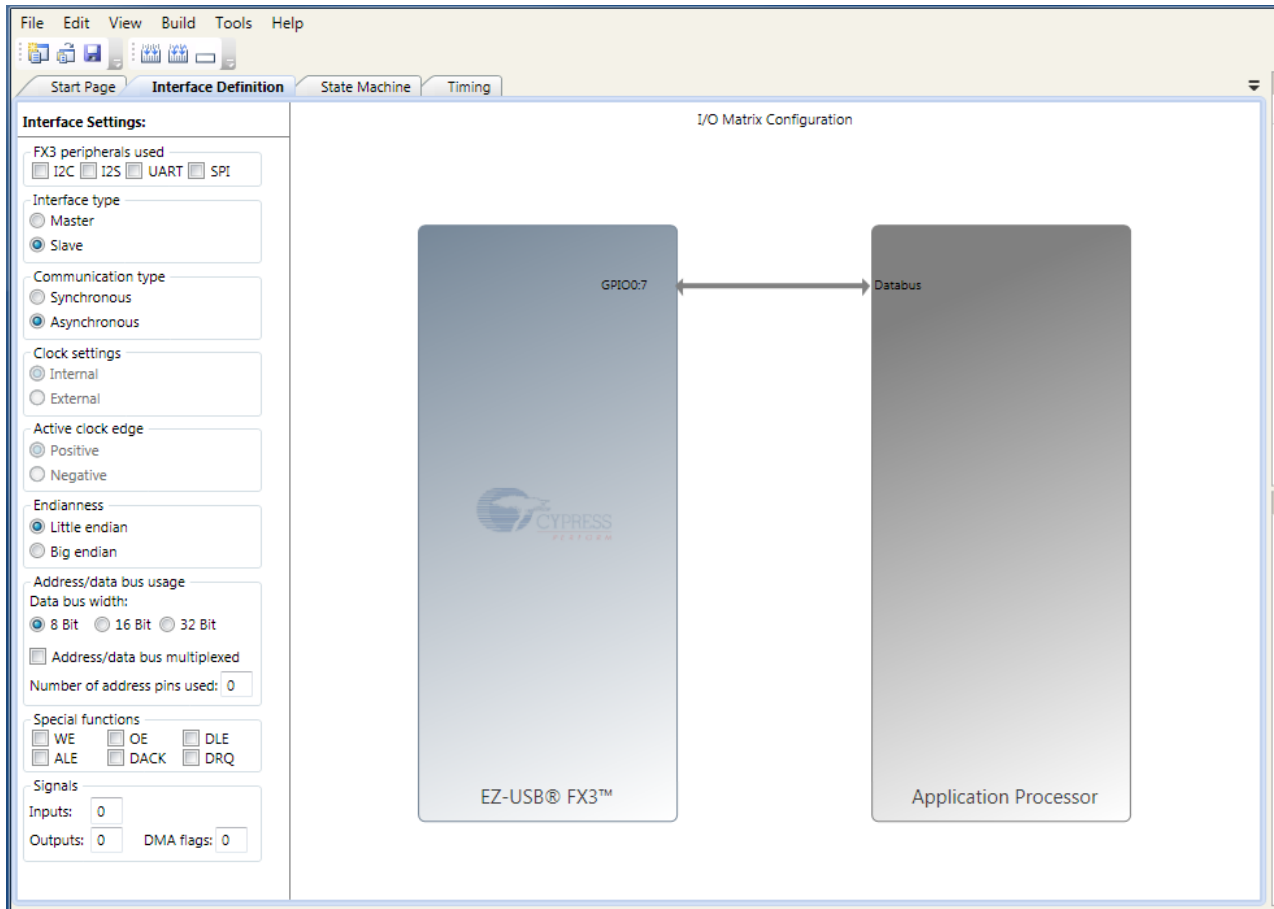 File Edit View Build Tools Help
Start Page Interface Definition State Machine Timing
Interface Settings:
FX3 peripherals used
I2C I2S UART SPI
Interface type
Master
Slave
Communication type
Synchronous
Asynchronous
Clock settings
Internal
External
Active clock edge
Positive
Negative
Endianness
Little endian
Big endian
Address/data bus usage
Data bus width:
8 Bit 16 Bit 32 Bit
Address/data bus multiplexed
Number of address pins used: 0
Special functions
WE OE DLE
ALE DACK DRQ
Signals
Inputs: 0
Outputs: 0 DMA flags: 0
I/O Matrix Configuration
GPIO0:7
Databus
CYPRESS
PERFORM
EZ-USB® FX3™
Application Processor